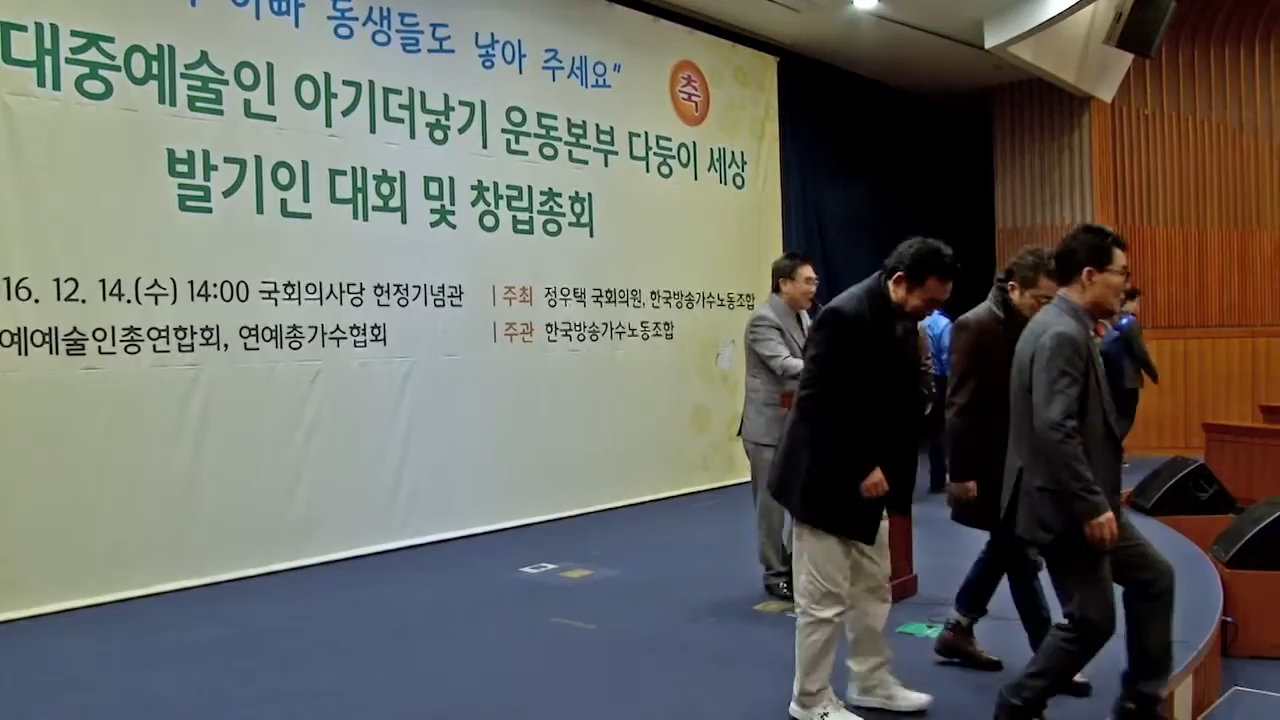 아빠 동생들도 낳아 주세요”
축
대중예술인 아기더낳기 운동본부 다둥이 세상
발기인 대회 및 창립총회
16. 12. 14.(수) 14:00 국회의사당 헌정기념관 | 주최 정우택 국회의원, 한국방송가수노동조합
예예술인총연합회, 연예총가수협회 | 주관 한국방송가수노동조합